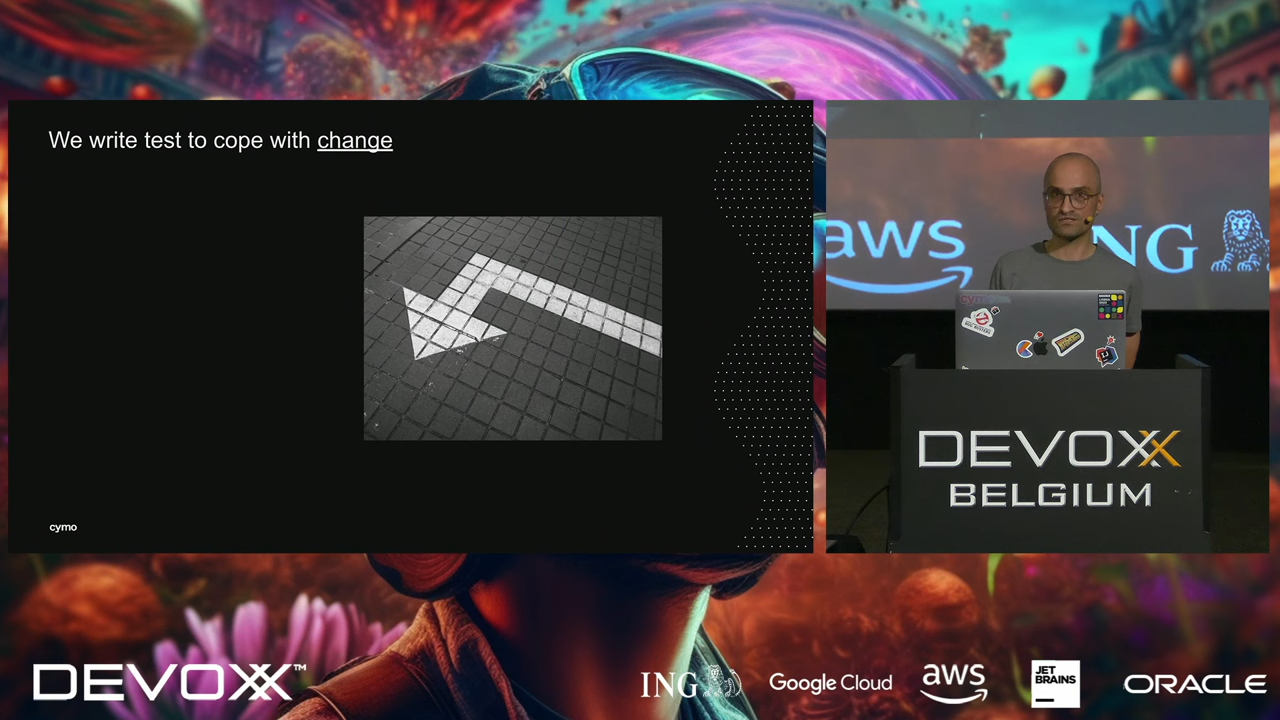 We write test to cope with change
cymo
aws
NG
cymo
DEVOXX
BELGIUM
DEVOXX™
ING
Google Cloud
aws
JET
BRAINS
ORACLE